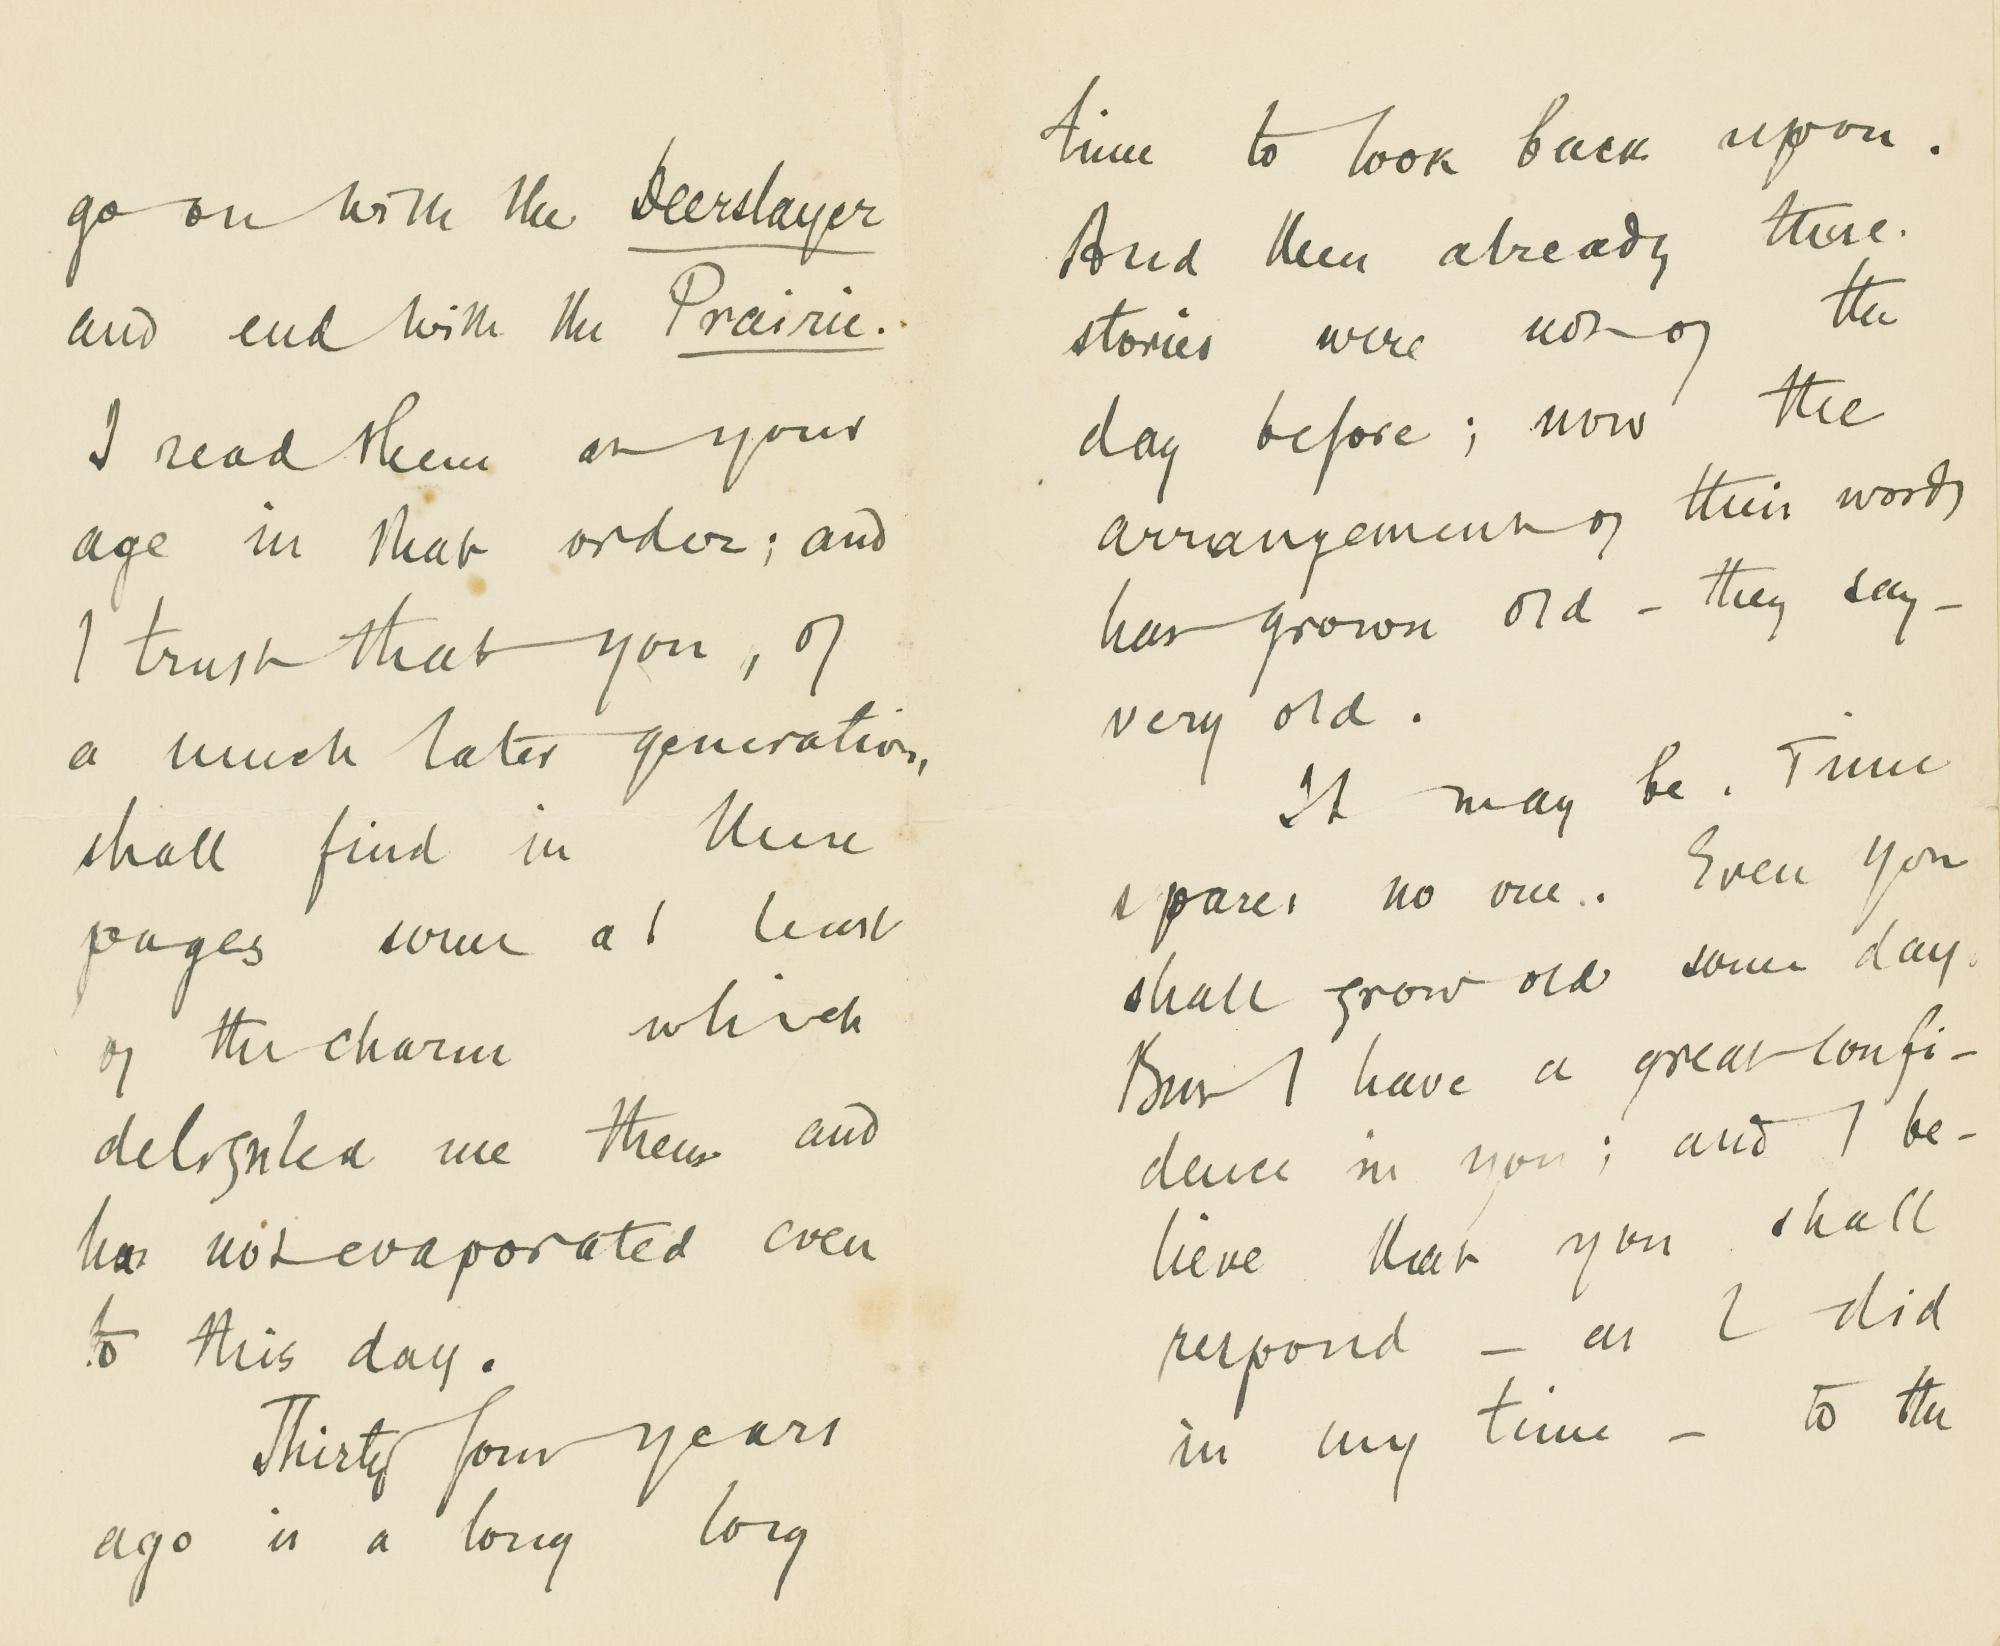 go on with the Deerslayer
and end with the Prairie.
I read them at your
age in that order; and
I trust that you, of
a much later generation,
shall find in these
pages some at least
of the charm which
delighted me then and
has not evaporated even
to this day.
Thirty four years
ago is a long long
time to look back upon.
And then already these
stories were not of the
day before; now the
arrangement of their words
has grown old – they say –
very old.
It may be. Time
spares no one. Even you
shall grow old some day.
But I have a great confi-
dence in you; and I be-
lieve that you shall
respond – as I did
in my time – to the